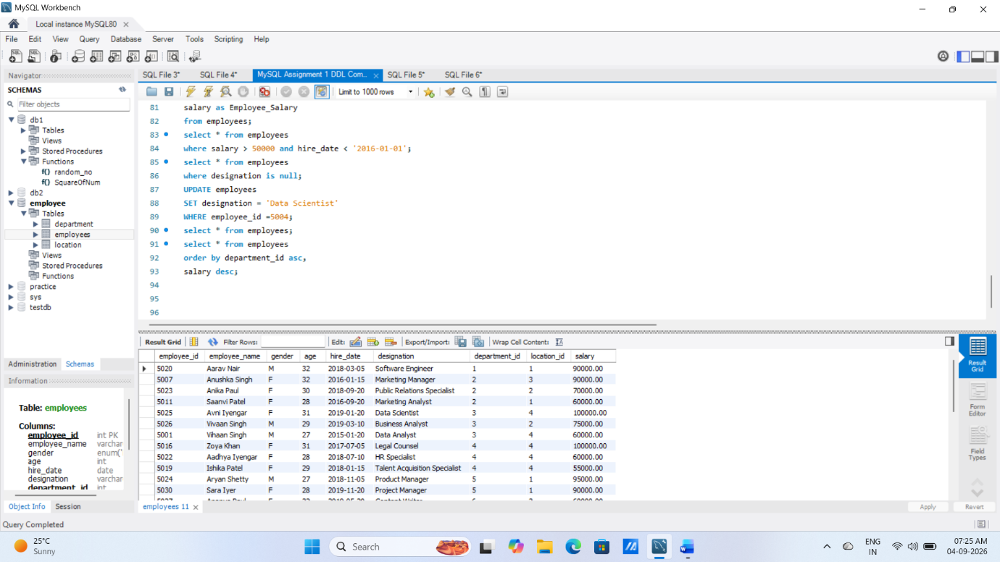 MySQL Workbench
Local instance MySQL80
File Edit View Query Database Server Tools Scripting Help
Navigator
SCHEMAS
Filter objects
db1
Tables
Views
Stored Procedures
Functions
f() random_no
f() SquareOfNum
db2
employee
Tables
department
employees
location
Views
Stored Procedures
Functions
practice
sys
testdb
Administration Schemas
Information
Table: employees
Columns:
employee_id int PK
employee_name varchar
gender enum('
age int
hire_date date
designation varchar
department_id int
Object Info Session
Query Completed
SQL File 3* SQL File 4* MySQL Assignment 1 DDL Com... SQL File 5* SQL File 6*
Limit to 1000 rows
81 salary as Employee_Salary
82 from employees;
83 select * from employees
84 where salary > 50000 and hire_date < '2016-01-01';
85 select * from employees
86 where designation is null;
87 UPDATE employees
88 SET designation = 'Data Scientist'
89 WHERE employee_id =5004;
90 select * from employees;
91 select * from employees
92 order by department_id asc,
93 salary desc;
94
95
96
Result Grid Filter Rows: Edit: Export/Import: Wrap Cell Content: IA
employee_id employee_name gender age hire_date designation department_id location_id salary
5020 Aarav Nair M 32 2018-03-05 Software Engineer 1 1 90000.00
5007 Anushka Singh F 32 2016-01-15 Marketing Manager 2 3 90000.00
5023 Anika Paul F 30 2018-09-20 Public Relations Specialist 2 2 70000.00
5011 Saanvi Patel F 28 2016-09-20 Marketing Analyst 2 1 60000.00
5025 Avni Iyengar F 31 2019-01-20 Data Scientist 3 4 100000.00
5026 Vivaan Singh M 29 2019-03-10 Business Analyst 3 2 75000.00
5001 Vihaan Singh M 27 2015-01-20 Data Analyst 3 4 60000.00
5016 Zoya Khan F 31 2017-07-05 Legal Counsel 4 4 100000.00
5022 Aadhya Iyengar F 28 2018-07-10 HR Specialist 4 4 60000.00
5019 Ishika Patel F 29 2018-01-15 Talent Acquisition Specialist 4 4 55000.00
5024 Aryan Shetty M 27 2018-11-05 Product Manager 5 1 95000.00
5030 Sara Iyer F 28 2019-11-20 Project Manager 5 1 90000.00
Result Grid
Form Editor
Field Types
employees 11
Apply Revert
25°C
Sunny
Search
ENG
IN
07:25 AM
04-09-2026